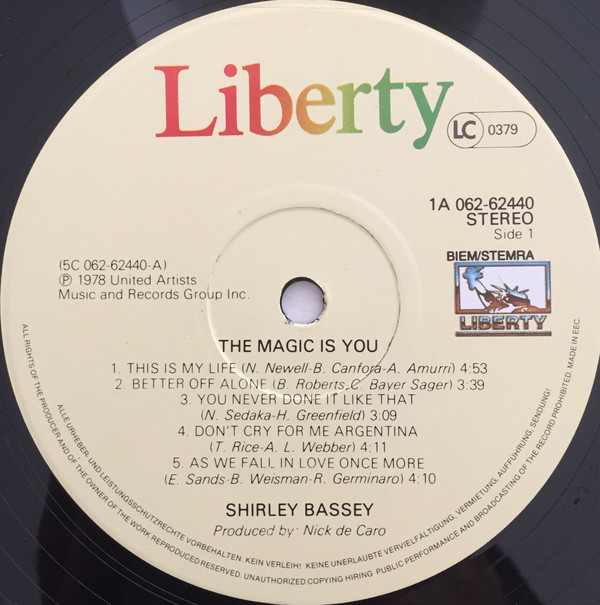 Liberty
LC 0379
1A 062-62440
STEREO
Side 1
BIEM/STEMRA
LIBERTY
(5C 062-62440-A)
Ⓟ 1978 United Artists
Music and Records Group Inc.
THE MAGIC IS YOU
1. THIS IS MY LIFE (N. Newell-B. Canfora-A. Amurri) 4:53
2. BETTER OFF ALONE (B. Roberts,C. Bayer Sager) 3:39
3. YOU NEVER DONE IT LIKE THAT
(N. Sedaka-H. Greenfield) 3:09
4. DON'T CRY FOR ME ARGENTINA
(T. Rice-A. L. Webber) 4:11
5. AS WE FALL IN LOVE ONCE MORE
(E. Sands-B. Weisman-R. Germinaro) 4:10
SHIRLEY BASSEY
Produced by: Nick de Caro
ALLE URHEBER- UND LEISTUNGSSCHUTZRECHTE VORBEHALTEN. KEIN VERLEIH! KEINE UNERLAUBTE VERVIELFÄLTIGUNG, VERMIETUNG, AUFFÜHRUNG, SENDUNG!
ALL RIGHTS OF THE PRODUCER AND OF THE OWNER OF THE WORK REPRODUCED RESERVED. UNAUTHORIZED COPYING HIRING PUBLIC PERFORMANCE AND BROADCASTING OF THE RECORD PROHIBITED. MADE IN EEC.